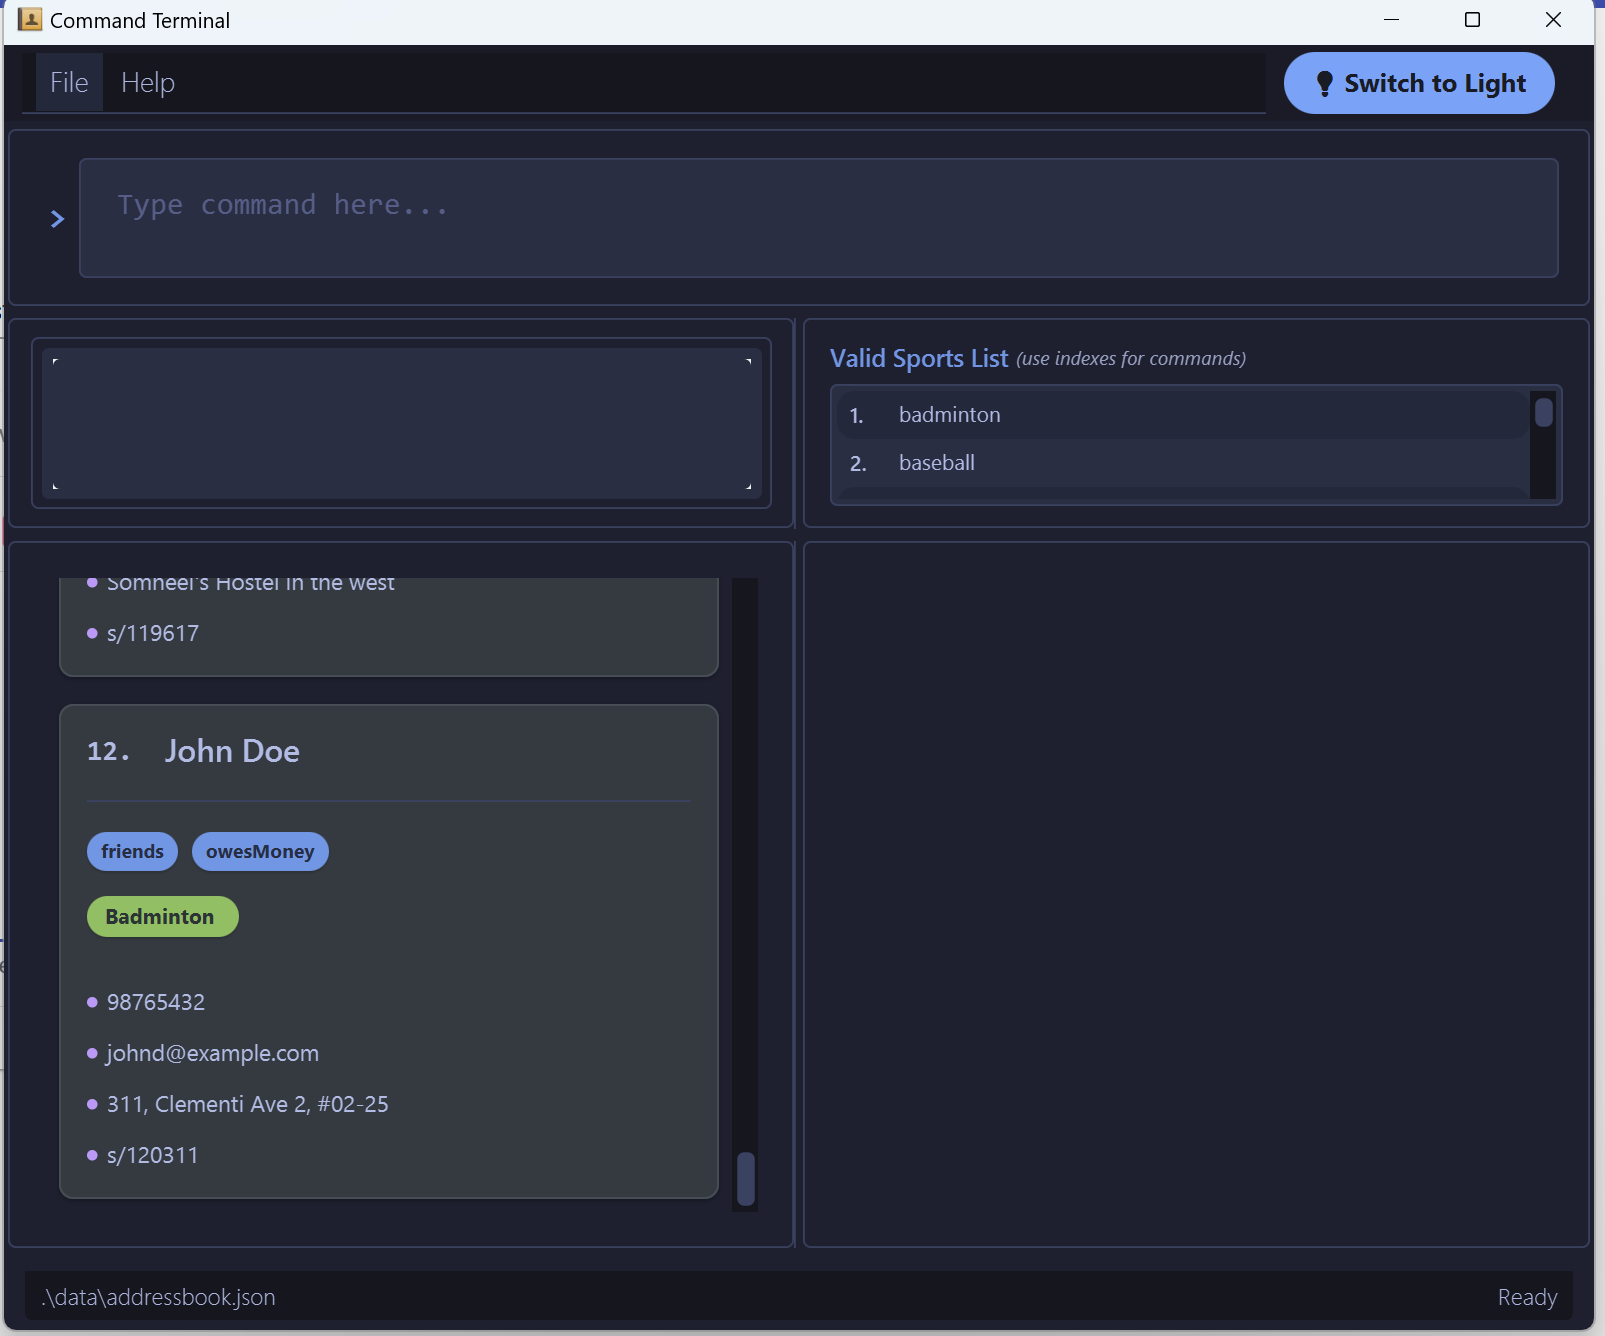 Command Terminal
File Help
Switch to Light
> Type command here...
Valid Sports List (use indexes for commands)
1. badminton
2. baseball
Somneel's Hostel in the west
s/119617
12. John Doe
friends owesMoney
Badminton
98765432
johnd@example.com
311, Clementi Ave 2, #02-25
s/120311
.\data\addressbook.json
Ready